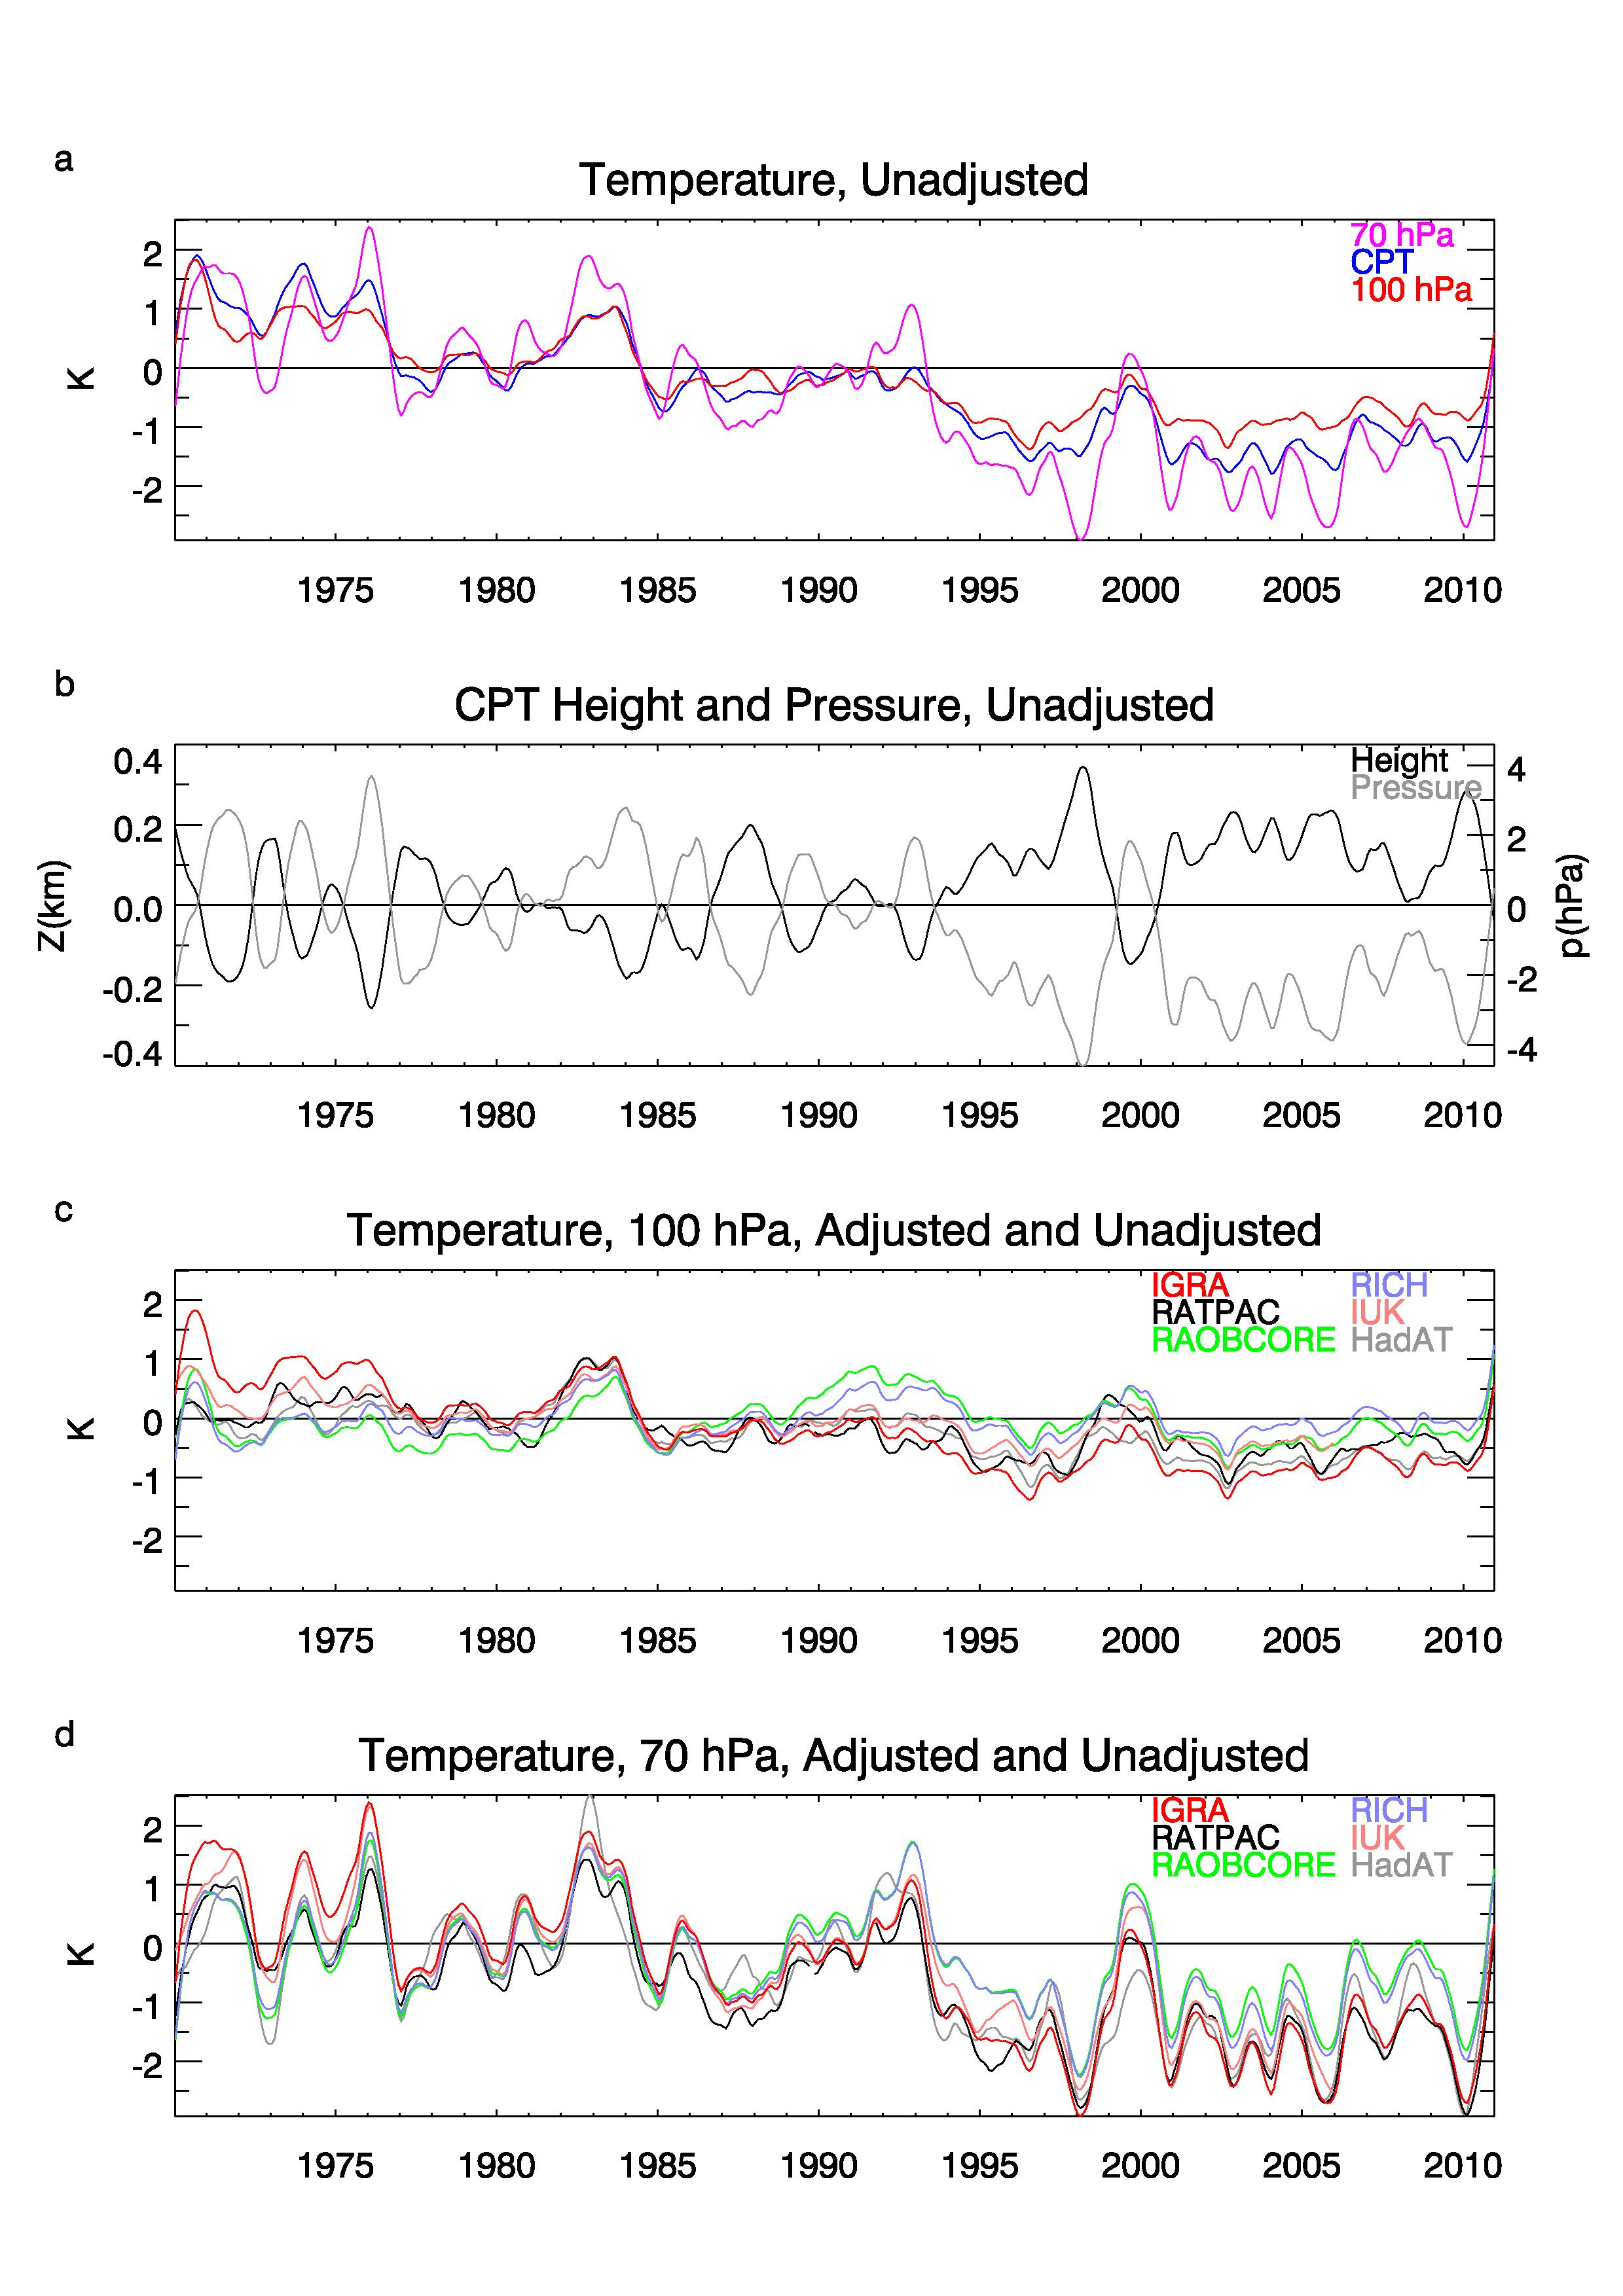 a
Temperature, Unadjusted
70 hPa
CPT
100 hPa
2
1
0
-1
-2
K
1975 1980 1985 1990 1995 2000 2005 2010
b
CPT Height and Pressure, Unadjusted
Height
Pressure
0.4
0.2
0.0
-0.2
-0.4
Z(km)
4
2
0
-2
-4
p(hPa)
1975 1980 1985 1990 1995 2000 2005 2010
c
Temperature, 100 hPa, Adjusted and Unadjusted
IGRA RICH
RATPAC IUK
RAOBCORE HadAT
2
1
0
-1
-2
K
1975 1980 1985 1990 1995 2000 2005 2010
d
Temperature, 70 hPa, Adjusted and Unadjusted
IGRA RICH
RATPAC IUK
RAOBCORE HadAT
2
1
0
-1
-2
K
1975 1980 1985 1990 1995 2000 2005 2010